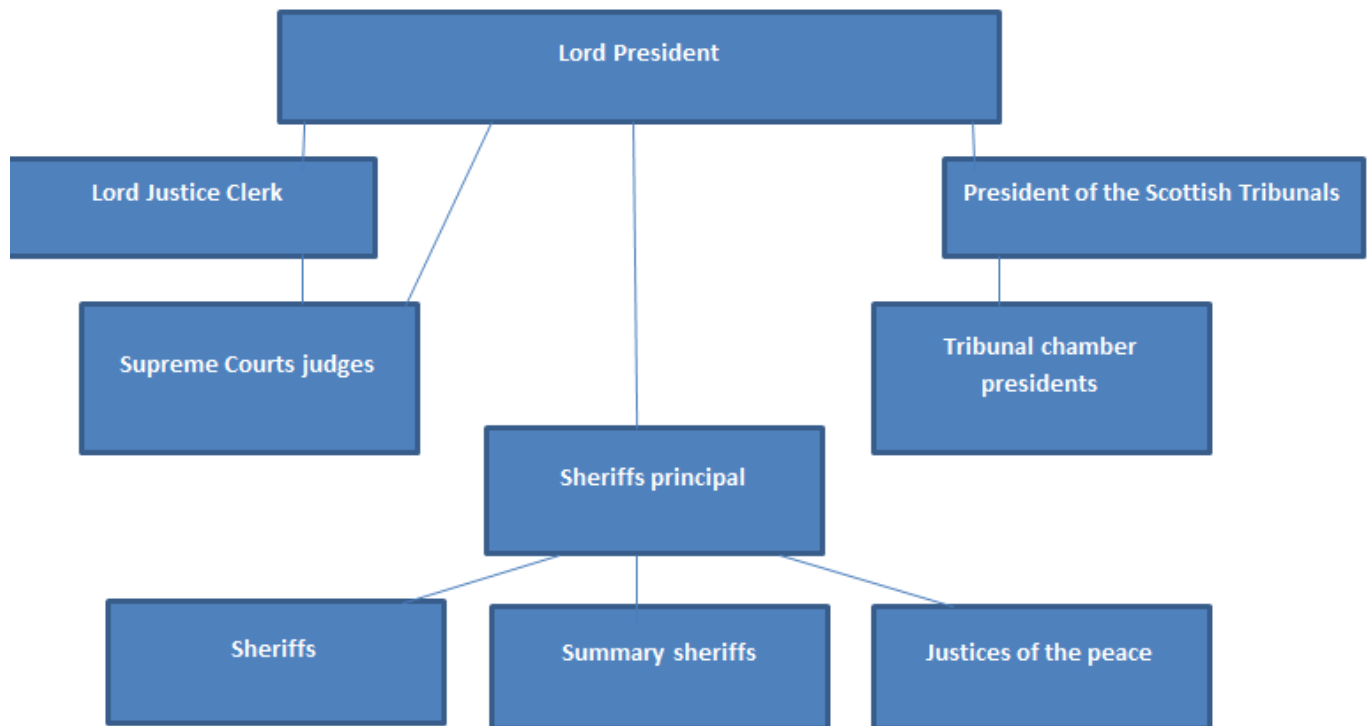 Lord President
Lord Justice Clerk
President of the Scottish Tribunals
Supreme Courts judges
Tribunal chamber
presidents
Sheriffs principal
Sheriffs
Summary sheriffs
Justices of the peace